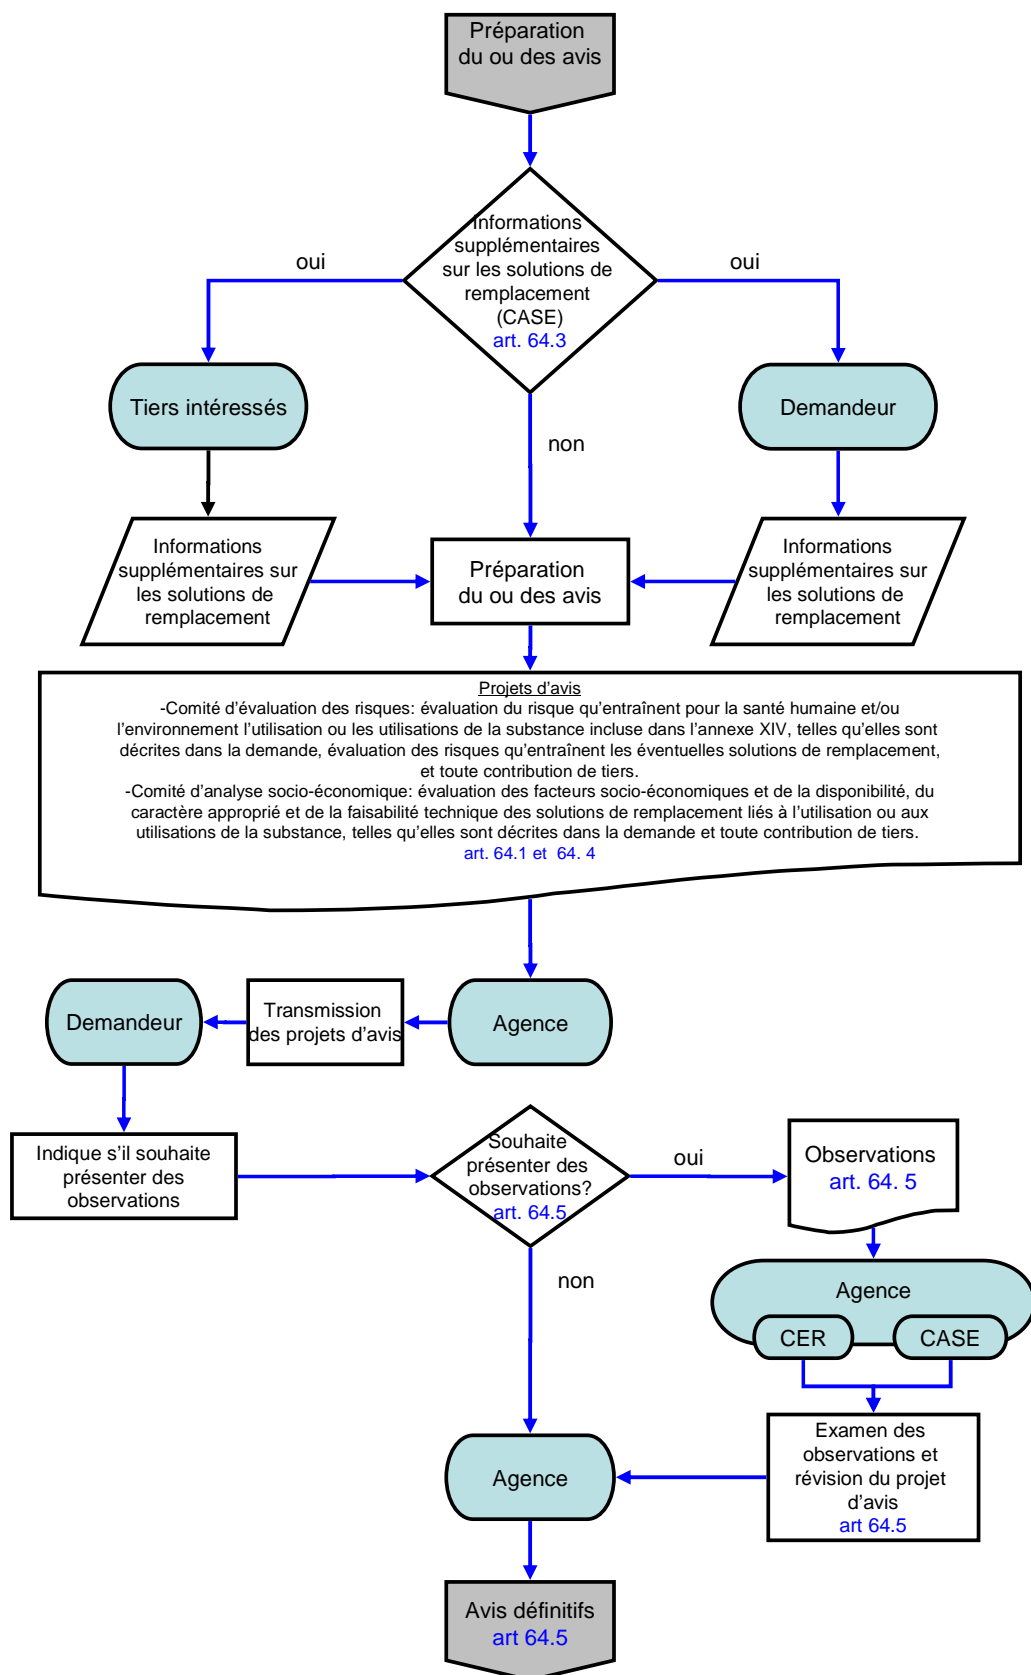 Préparation
du ou des avis
Informations
supplémentaires
sur les solutions de
remplacement
(CASE)
art. 64.3
oui
oui
Tiers intéressés
Demandeur
non
Informations
supplémentaires sur
les solutions de
remplacement
Préparation
du ou des avis
Informations
supplémentaires sur
les solutions de
remplacement
Projets d'avis
-Comité d'évaluation des risques: évaluation du risque qu'entraînent pour la santé humaine et/ou
l'environnement l'utilisation ou les utilisations de la substance incluse dans l'annexe XIV, telles qu'elles sont
décrites dans la demande, évaluation des risques qu'entraînent les éventuelles solutions de remplacement,
et toute contribution de tiers.
-Comité d'analyse socio-économique: évaluation des facteurs socio-économiques et de la disponibilité, du
caractère approprié et de la faisabilité technique des solutions de remplacement liés à l'utilisation ou aux
utilisations de la substance, telles qu'elles sont décrites dans la demande et toute contribution de tiers.
art. 64.1 et  64. 4
Demandeur
Transmission
des projets d'avis
Agence
Indique s'il souhaite
présenter des
observations
Souhaite
présenter des
observations?
art. 64.5
oui
Observations
art. 64. 5
non
Agence
CER
CASE
Examen des
observations et
révision du projet
d'avis
art 64.5
Agence
Avis définitifs
art 64.5